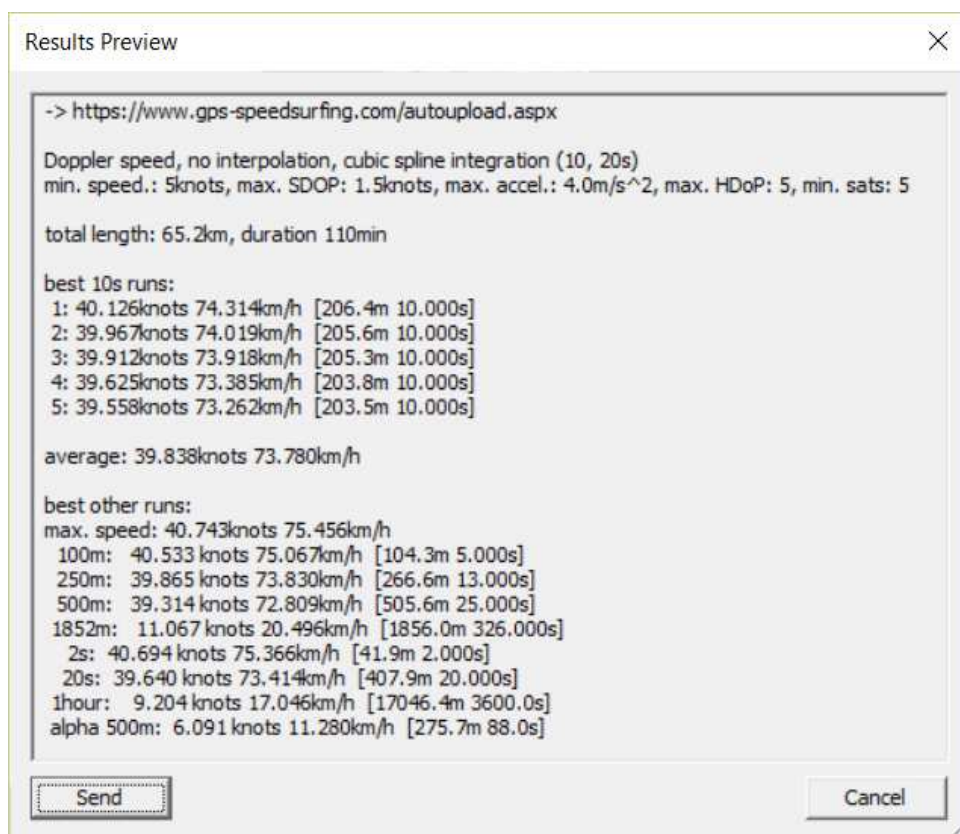 Results Preview
-> https://www.gps-speedsurfing.com/autoupload.aspx
Doppler speed, no interpolation, cubic spline integration (10, 20s)
min. speed.: 5knots, max. SDOP: 1.5knots, max. accel.: 4.0m/s^2, max. HDoP: 5, min. sats: 5
total length: 65.2km, duration 110min
best 10s runs:
1: 40.126knots 74.314km/h [206.4m 10.000s]
2: 39.967knots 74.019km/h [205.6m 10.000s]
3: 39.912knots 73.918km/h [205.3m 10.000s]
4: 39.625knots 73.385km/h [203.8m 10.000s]
5: 39.558knots 73.262km/h [203.5m 10.000s]
average: 39.838knots 73.780km/h
best other runs:
max. speed: 40.743knots 75.456km/h
100m: 40.533 knots 75.067km/h [104.3m 5.000s]
250m: 39.865 knots 73.830km/h [266.6m 13.000s]
500m: 39.314 knots 72.809km/h [505.6m 25.000s]
1852m: 11.067 knots 20.496km/h [1856.0m 326.000s]
2s: 40.694 knots 75.366km/h [41.9m 2.000s]
20s: 39.640 knots 73.414km/h [407.9m 20.000s]
1hour: 9.204 knots 17.046km/h [17046.4m 3600.0s]
alpha 500m: 6.091 knots 11.280km/h [275.7m 88.0s]
Send
Cancel